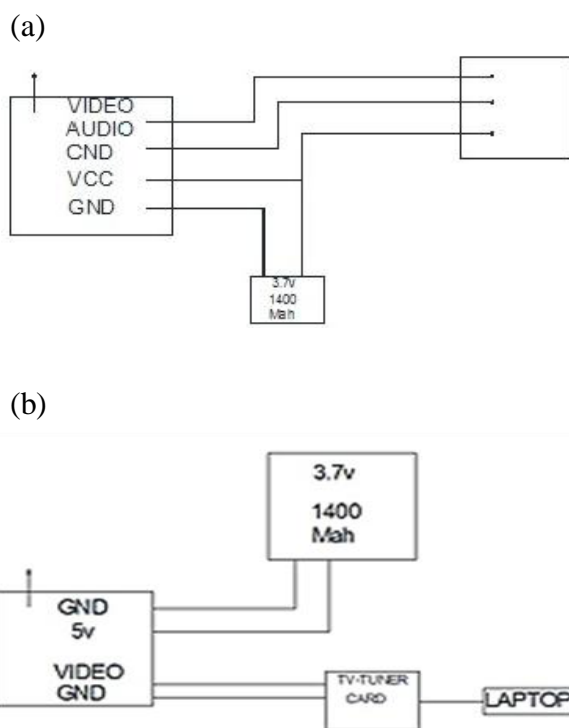 (a)
VIDEO
AUDIO
CND
VCC
GND
3.7v
1400
Mah
(b)
3.7v
1400
Mah
GND
5v
VIDEO
GND
TV-TUNER
CARD
LAPTOP